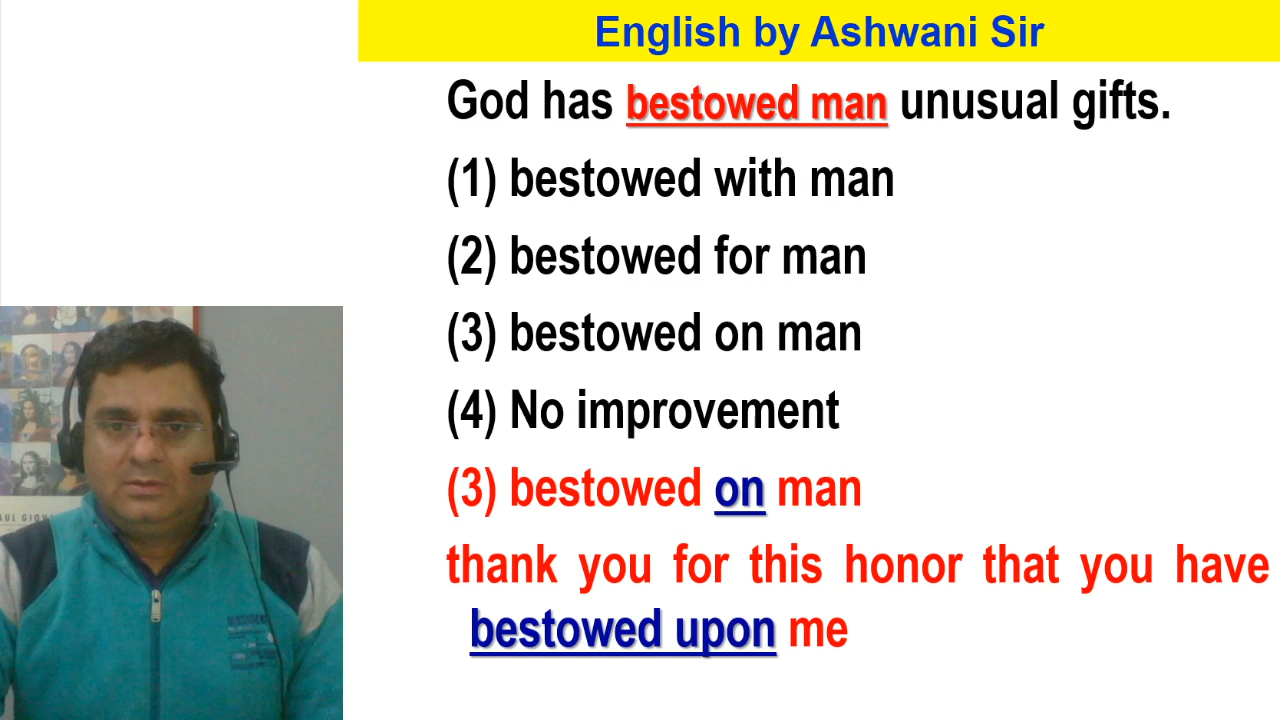 English by Ashwani Sir
God has bestowed man unusual gifts.
(1) bestowed with man
(2) bestowed for man
(3) bestowed on man
(4) No improvement
(3) bestowed on man
thank you for this honor that you have
bestowed upon me